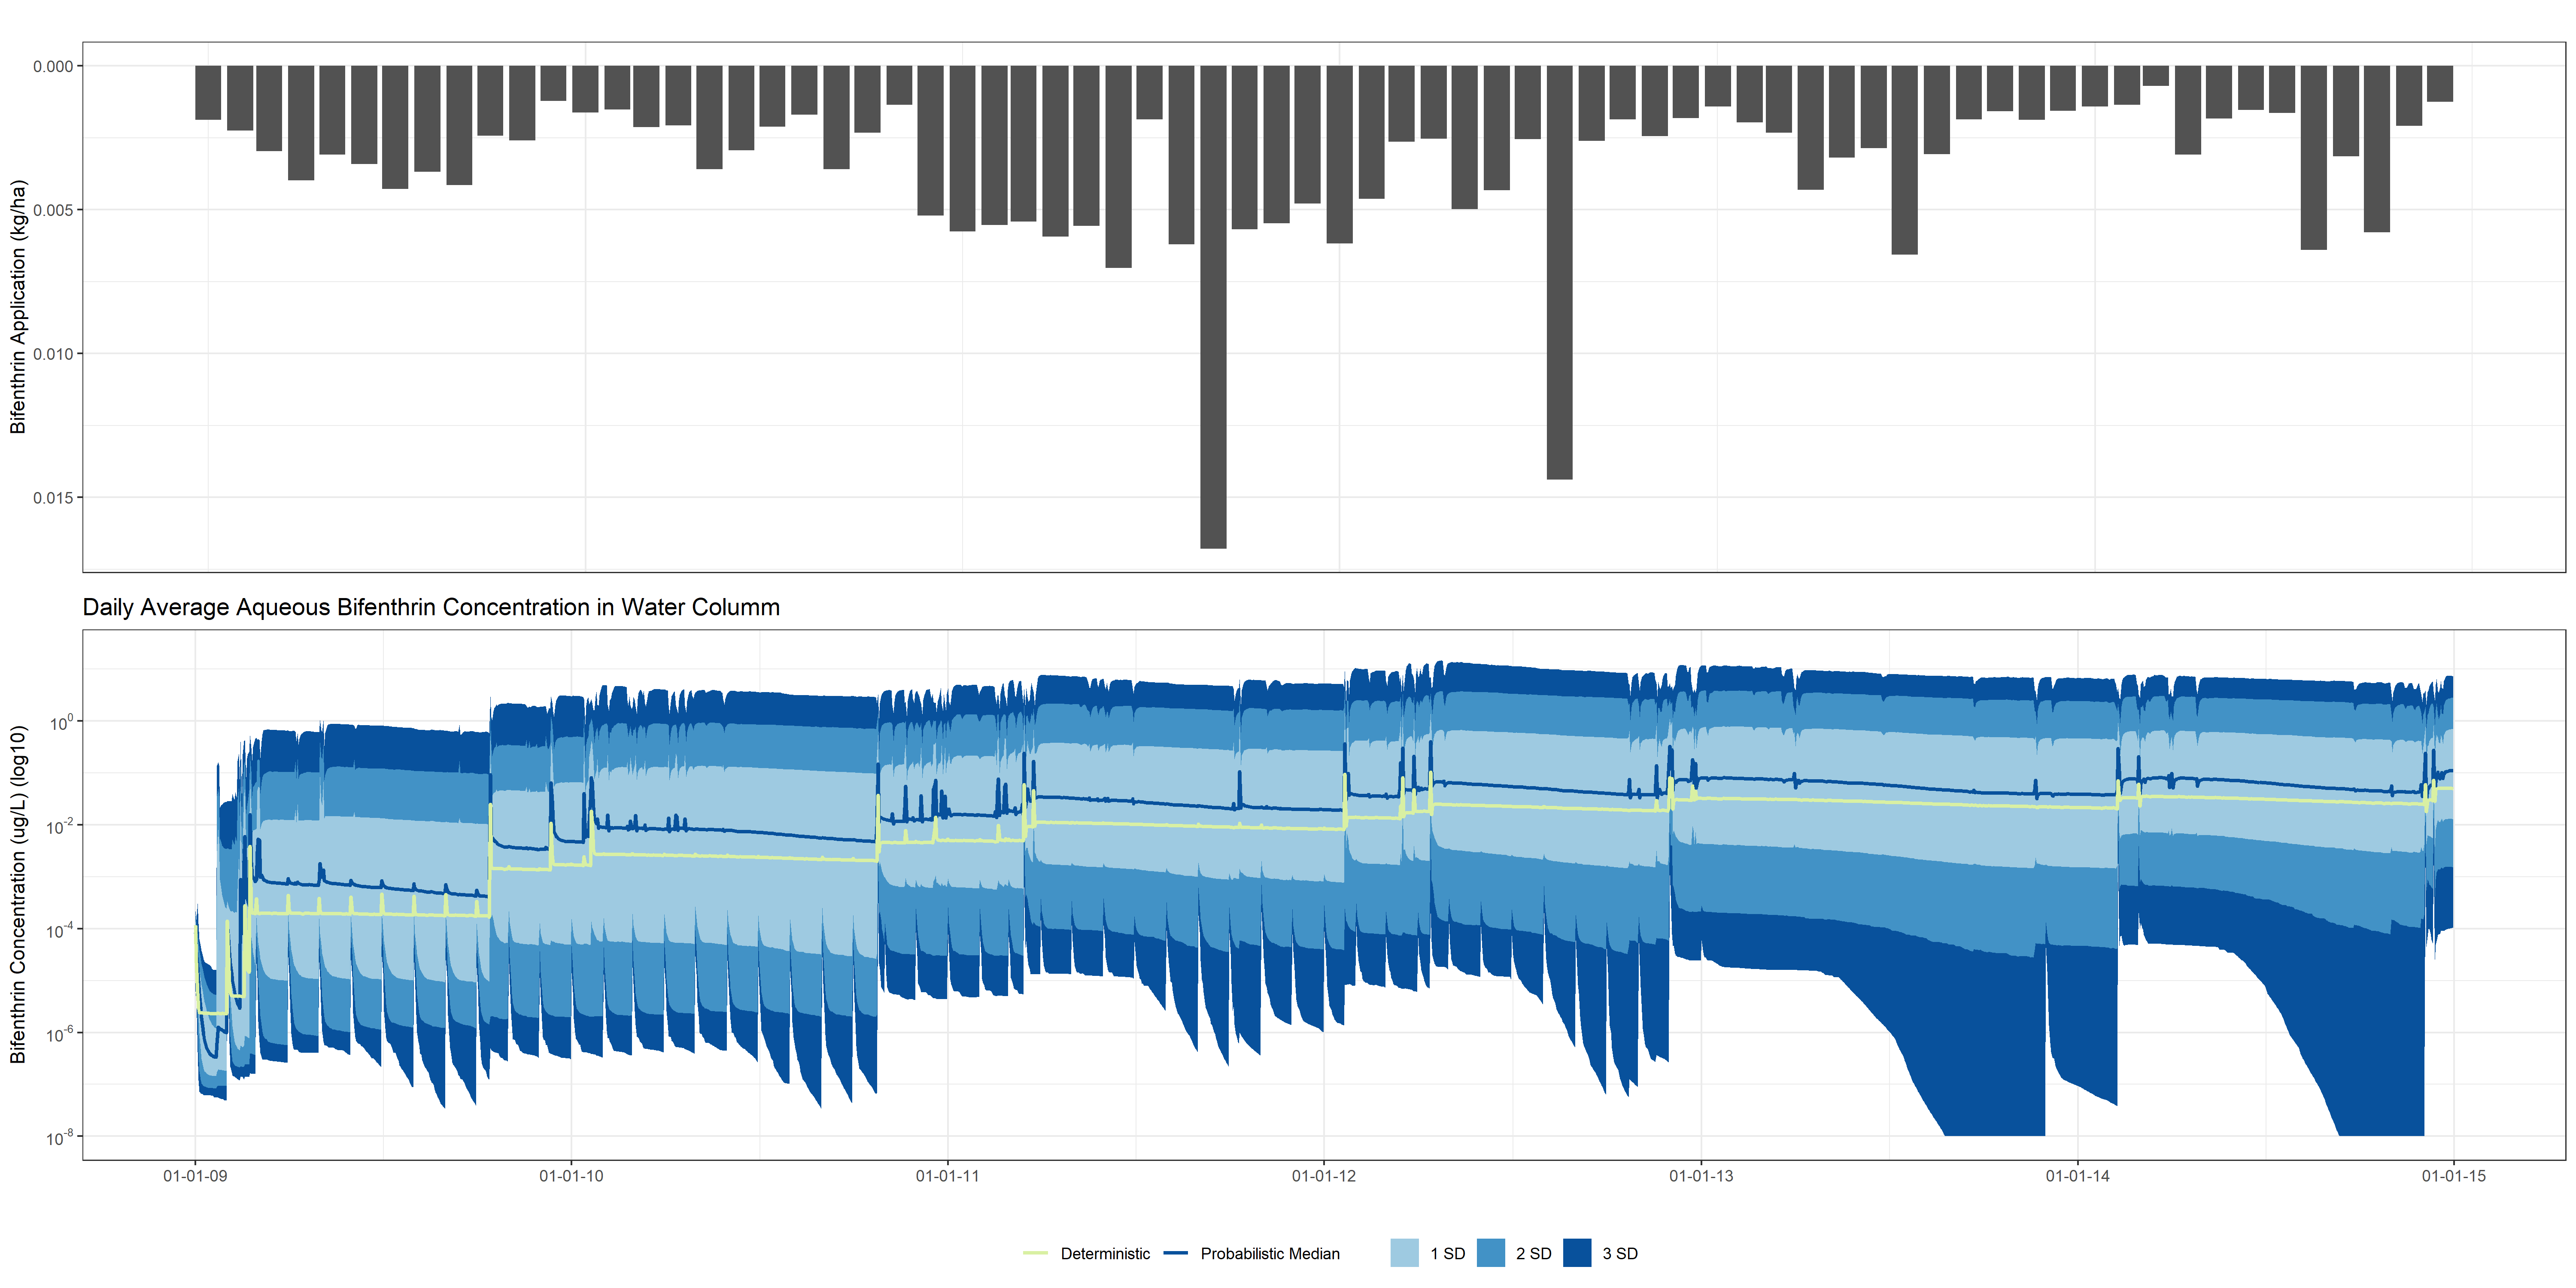 Bifenthrin Application (kg/ha)
0.000
0.005
0.010
0.015
Daily Average Aqueous Bifenthrin Concentration in Water Columm
Bifenthrin Concentration (ug/L) (log10)
10^0
10^-2
10^-4
10^-6
10^-8
01-01-09 01-01-10 01-01-11 01-01-12 01-01-13 01-01-14 01-01-15
Deterministic Probabilistic Median 1 SD 2 SD 3 SD